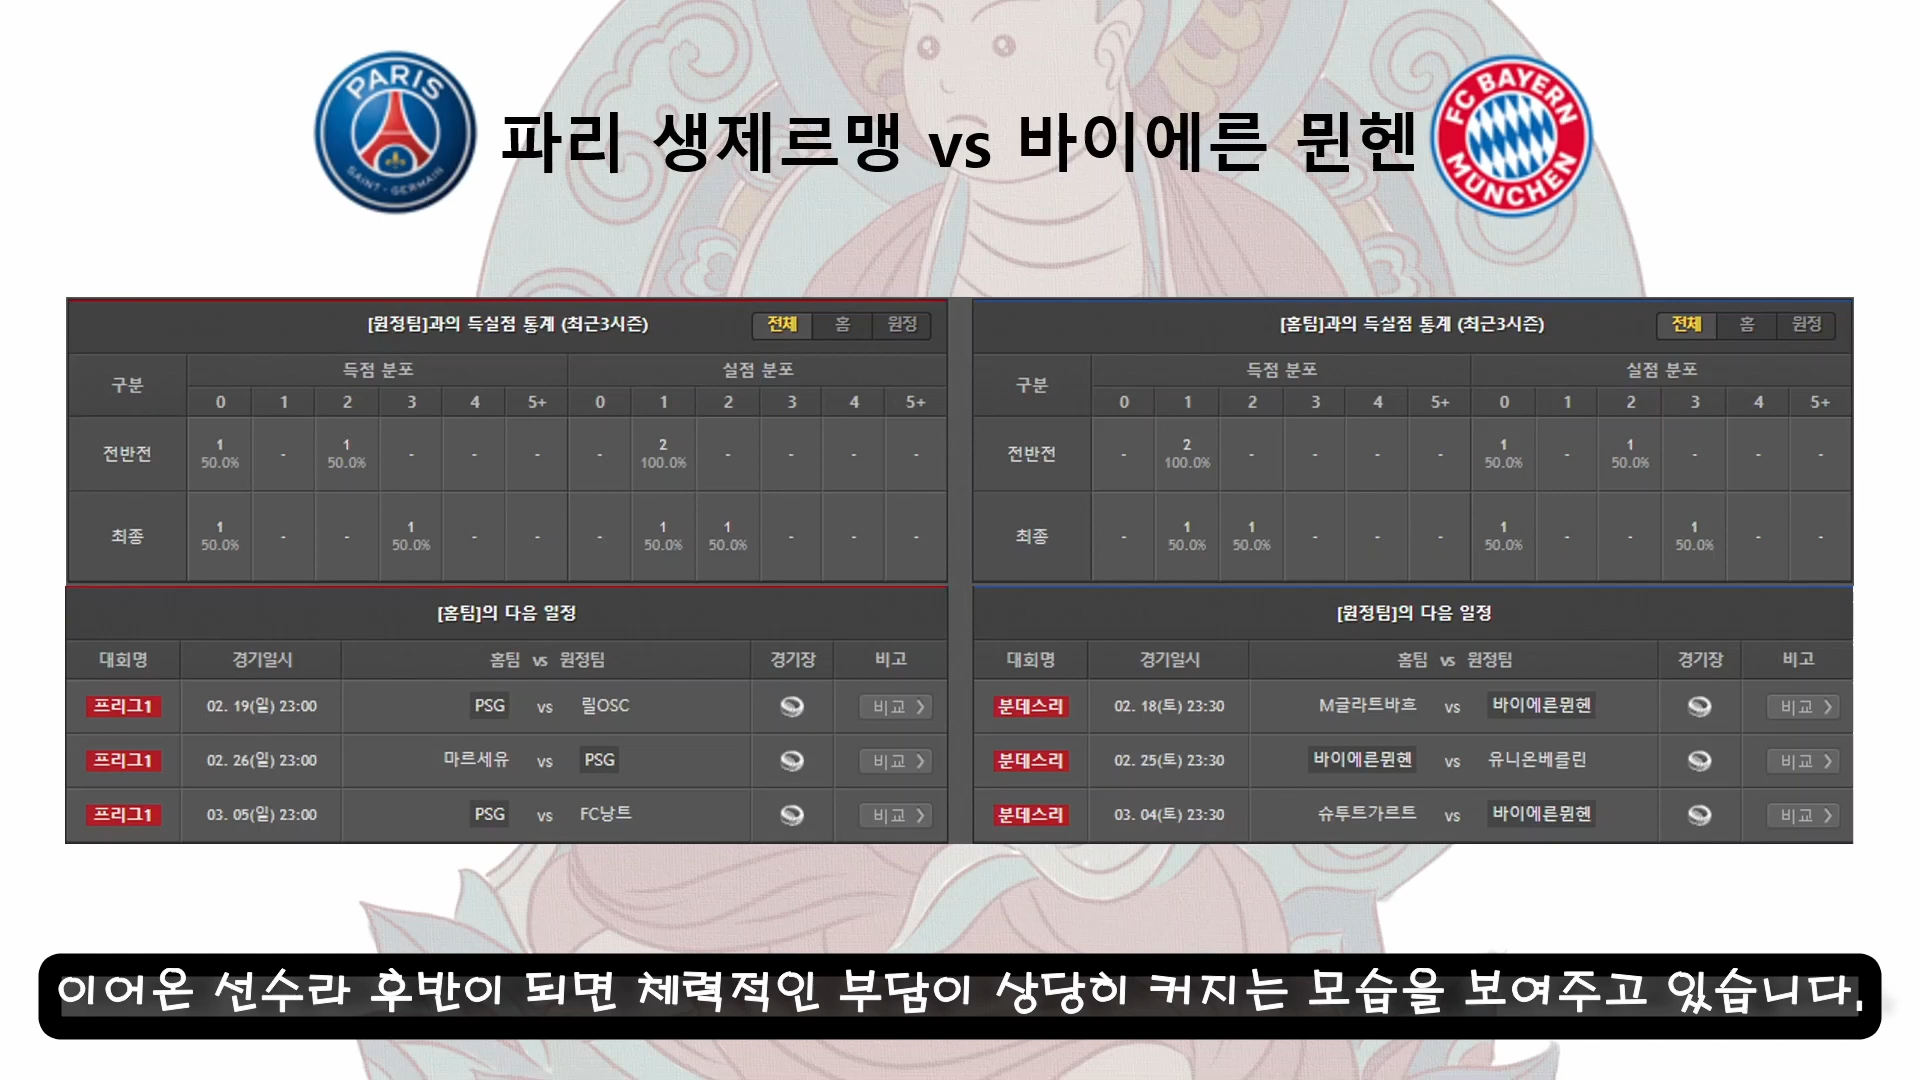 PARIS
SAINT-GERMAIN
파리 생제르맹 vs 바이에른 뮌헨
FC BAYERN
MÜNCHEN
[원정팀]과의 득실점 통계 (최근3시즌) 전체 홈 원정
구분 득점 분포 실점 분포
0 1 2 3 4 5+ 0 1 2 3 4 5+
전반전 1 50.0% - 1 50.0% - - - - 2 100.0% - - - -
최종 1 50.0% - - 1 50.0% - - - 1 50.0% 1 50.0% - - -
[홈팀]과의 득실점 통계 (최근3시즌) 전체 홈 원정
구분 득점 분포 실점 분포
0 1 2 3 4 5+ 0 1 2 3 4 5+
전반전 - 2 100.0% - - - - 1 50.0% - 1 50.0% - - -
최종 - 1 50.0% 1 50.0% - - - 1 50.0% - - 1 50.0% - -
[홈팀]의 다음 일정
대회명 경기일시 홈팀 vs 원정팀 경기장 비고
프리그1 02. 19(일) 23:00 PSG vs 릴OSC 비교 >
프리그1 02. 26(일) 23:00 마르세유 vs PSG 비교 >
프리그1 03. 05(일) 23:00 PSG vs FC낭트 비교 >
[원정팀]의 다음 일정
대회명 경기일시 홈팀 vs 원정팀 경기장 비고
분데스리 02. 18(토) 23:30 M글라트바흐 vs 바이에른뮌헨 비교 >
분데스리 02. 25(토) 23:30 바이에른뮌헨 vs 유니온베를린 비교 >
분데스리 03. 04(토) 23:30 슈투트가르트 vs 바이에른뮌헨 비교 >
이어온 선수라 후반이 되면 체력적인 부담이 상당히 커지는 모습을 보여주고 있습니다.